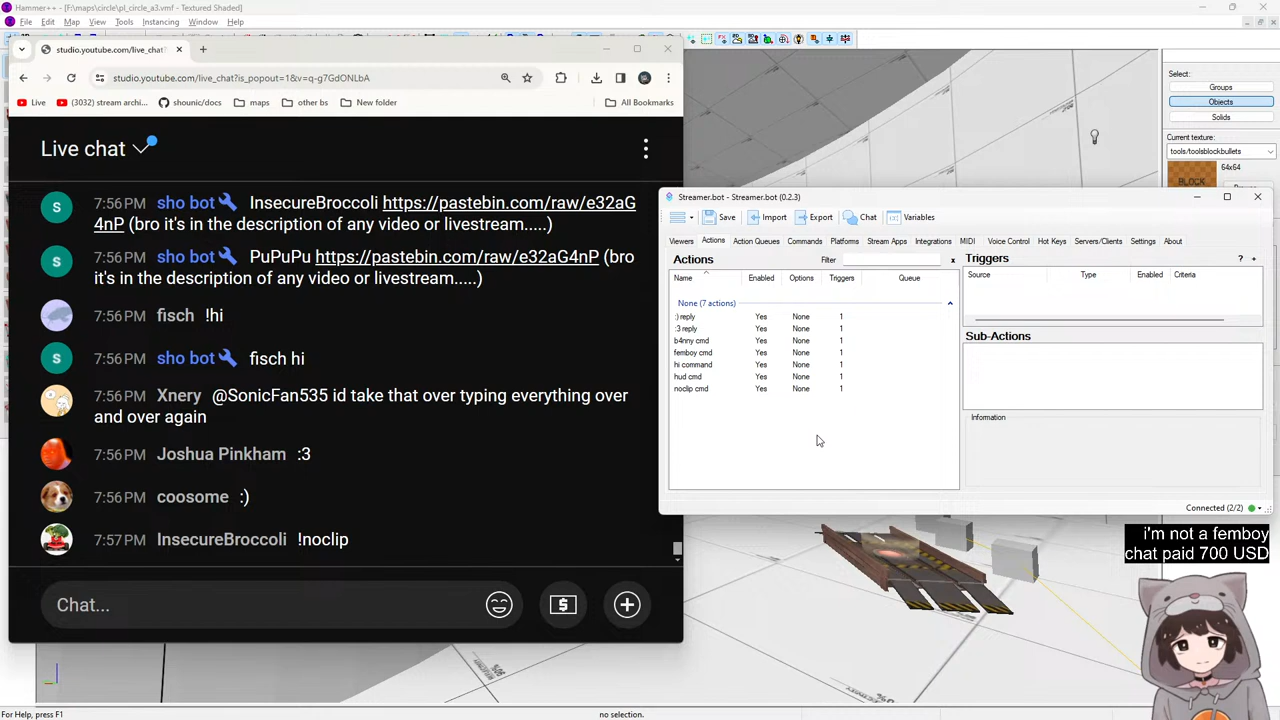 Hammer++ - [F:\maps\circle\pl_circle_a3.vmf - Textured Shaded]
File Edit Map View Tools Instancing Window Help
studio.youtube.com/live_chat?
studio.youtube.com/live_chat?is_popout=1&v=q-g7GdONLbA
Live (3032) stream archi... shounic/docs maps other bs New folder All Bookmarks
Live chat
7:56 PM sho bot InsecureBroccoli https://pastebin.com/raw/e32aG
4nP (bro it's in the description of any video or livestream.....)
7:56 PM sho bot PuPuPu https://pastebin.com/raw/e32aG4nP (bro
it's in the description of any video or livestream.....)
7:56 PM fisch !hi
7:56 PM sho bot fisch hi
7:56 PM Xnery @SonicFan535 id take that over typing everything over
and over again
7:56 PM Joshua Pinkham :3
7:56 PM coosome :)
7:57 PM InsecureBroccoli !noclip
Chat...
Select:
Groups
Objects
Solids
Current texture:
tools/toolsblockbullets
64x64
BLOCK
Streamer.bot - Streamer.bot (0.2.3)
Save Import Export Chat Variables
Viewers Actions Action Queues Commands Platforms Stream Apps Integrations MIDI Voice Control Hot Keys Servers/Clients Settings About
Actions Filter x
Name Enabled Options Triggers Queue
None (7 actions)
:) reply Yes None 1
:3 reply Yes None 1
b4nny cmd Yes None 1
femboy cmd Yes None 1
hi command Yes None 1
hud cmd Yes None 1
noclip cmd Yes None 1
Triggers ? +
Source Type Enabled Criteria
Sub-Actions
Information
Connected (2/2)
i'm not a femboy
chat paid 700 USD
For Help, press F1
no selection.